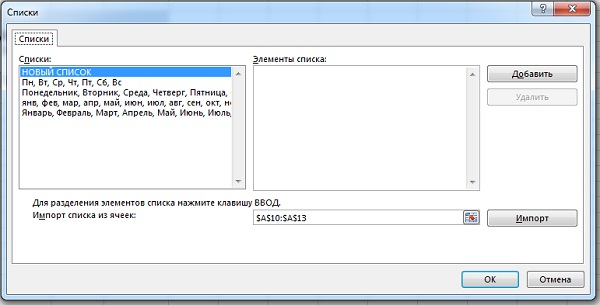 Списки
Списки
Списки:
Элементы списка:
НОВЫЙ СПИСОК
Пн, Вт, Ср, Чт, Пт, Сб, Вс
Понедельник, Вторник, Среда, Четверг, Пятница,
янв, фев, мар, апр, май, июн, июл, авг, сен, окт, но
Январь, Февраль, Март, Апрель, Май, Июнь, Июль,
Добавить
Удалить
Для разделения элементов списка нажмите клавишу ВВОД.
Импорт списка из ячеек:
$A$10:$A$13
Импорт
ОК
Отмена